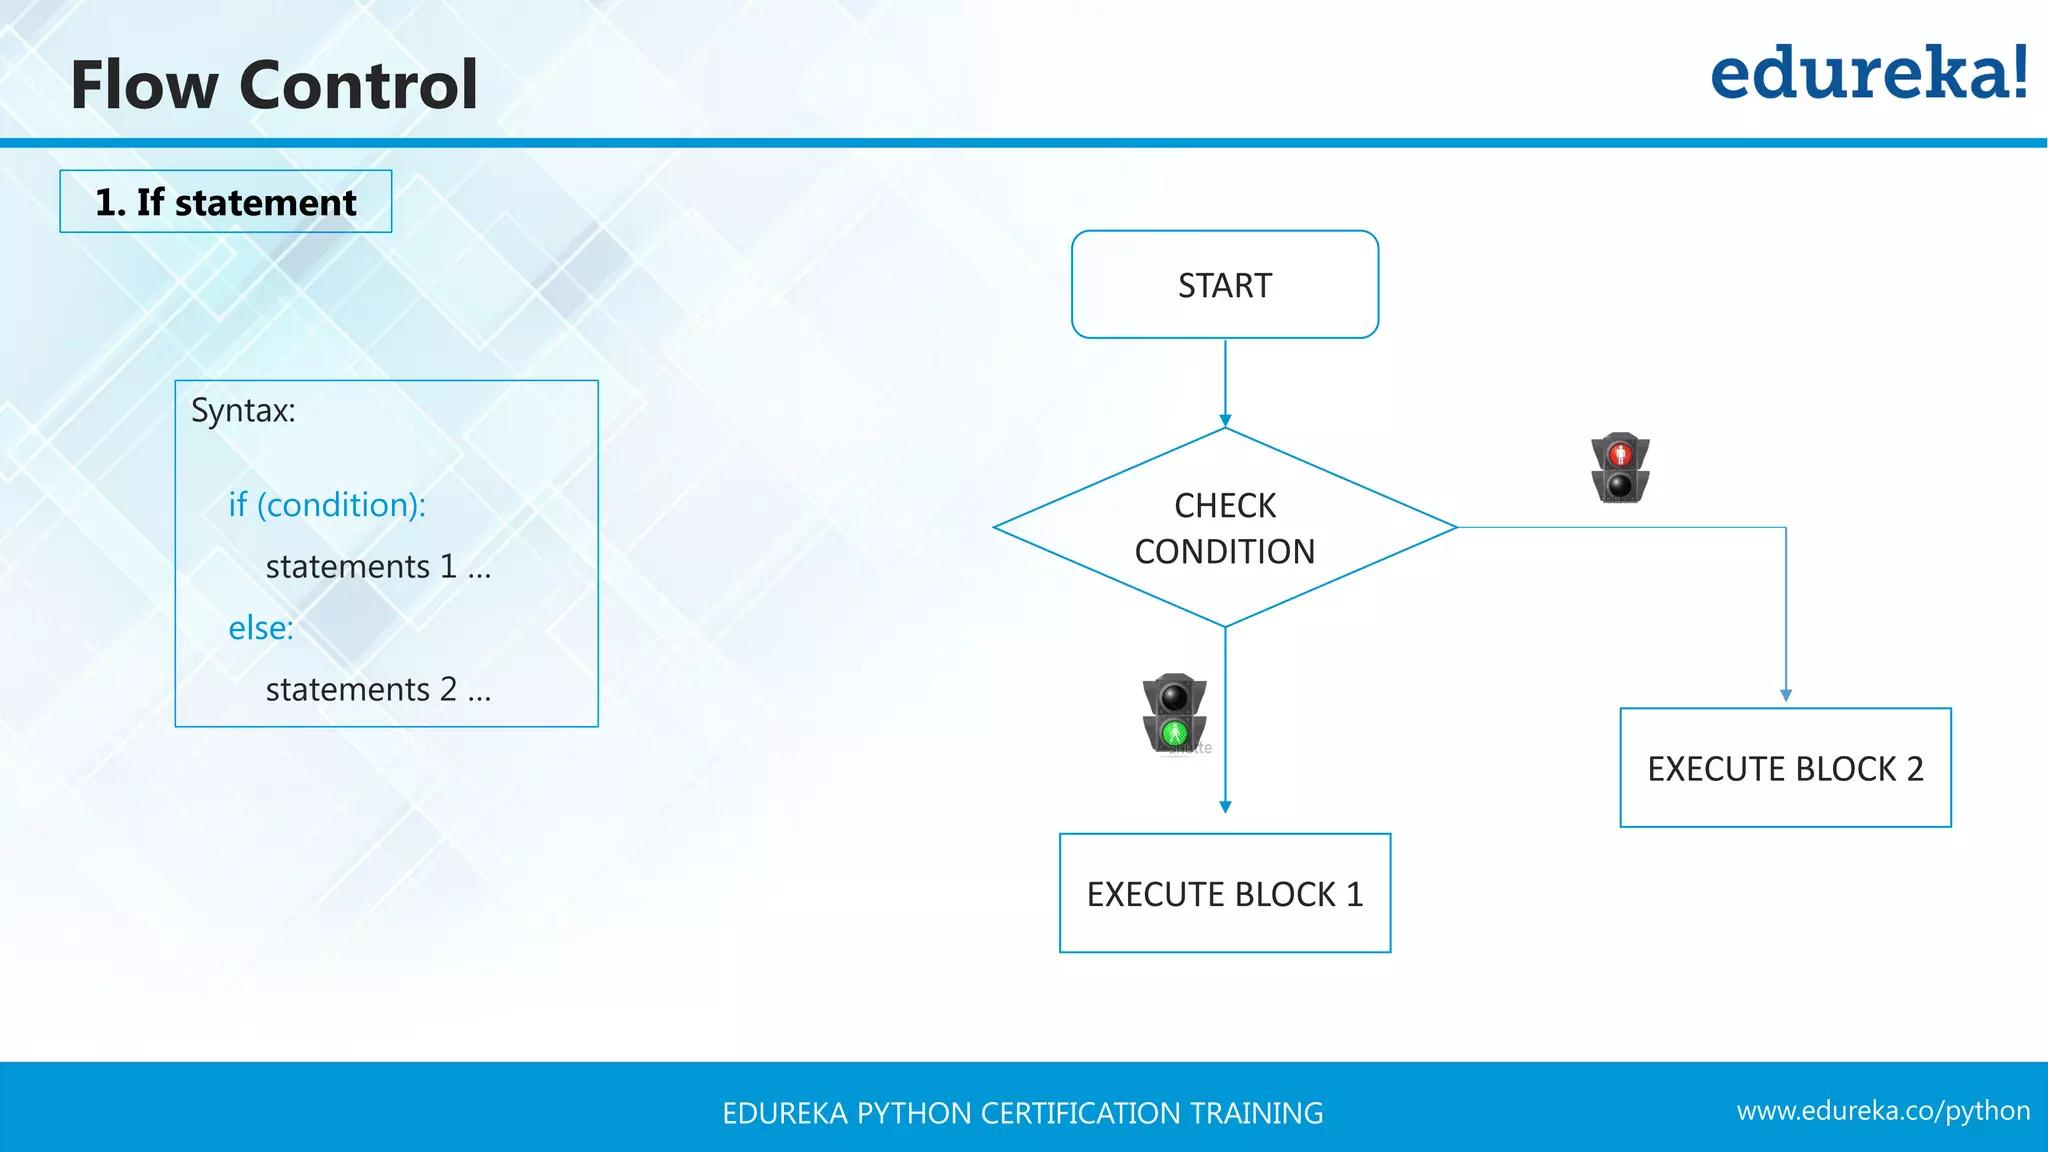 Flow Control
edureka!
1. If statement
Syntax:
if (condition):
statements 1 ...
else:
statements 2 ...
START
CHECK
CONDITION
EXECUTE BLOCK 1
EXECUTE BLOCK 2
EDUREKA PYTHON CERTIFICATION TRAINING
www.edureka.co/python